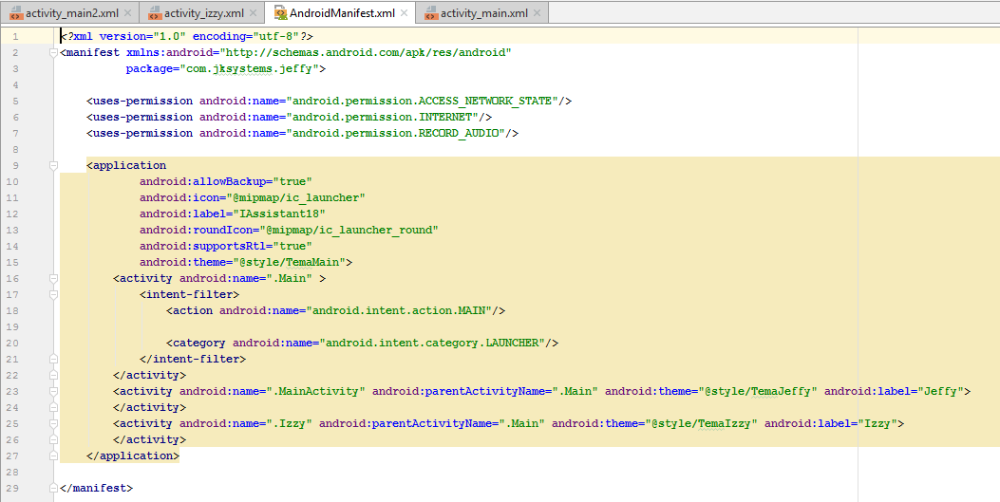 activity_main2.xml activity_izzy.xml AndroidManifest.xml activity_main.xml
1 <?xml version="1.0" encoding="utf-8"?>
2 <manifest xmlns:android="http://schemas.android.com/apk/res/android"
3 package="com.jksystems.jeffy">
4
5 <uses-permission android:name="android.permission.ACCESS_NETWORK_STATE"/>
6 <uses-permission android:name="android.permission.INTERNET"/>
7 <uses-permission android:name="android.permission.RECORD_AUDIO"/>
8
9 <application
10 android:allowBackup="true"
11 android:icon="@mipmap/ic_launcher"
12 android:label="IAssistant18"
13 android:roundIcon="@mipmap/ic_launcher_round"
14 android:supportsRtl="true"
15 android:theme="@style/TemaMain">
16 <activity android:name=".Main" >
17 <intent-filter>
18 <action android:name="android.intent.action.MAIN"/>
19
20 <category android:name="android.intent.category.LAUNCHER"/>
21 </intent-filter>
22 </activity>
23 <activity android:name=".MainActivity" android:parentActivityName=".Main" android:theme="@style/TemaJeffy" android:label="Jeffy">
24 </activity>
25 <activity android:name=".Izzy" android:parentActivityName=".Main" android:theme="@style/TemaIzzy" android:label="Izzy">
26 </activity>
27 </application>
28
29 </manifest>